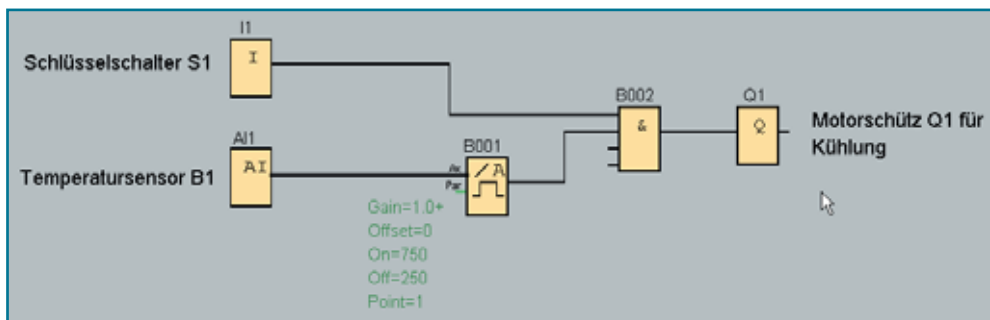 I1
Schlüsselschalter S1
I
AI1
Temperatursensor B1
AI
B001
Ax
Par
A
Gain=1.0+
Offset=0
On=750
Off=250
Point=1
B002
&
Q1
Q
Motorschütz Q1 für
Kühlung